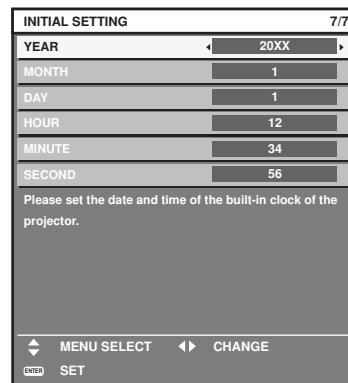 INITIAL SETTING 7/7
YEAR 20XX
MONTH 1
DAY 1
HOUR 12
MINUTE 34
SECOND 56
Please set the date and time of the built-in clock of the
projector.
MENU SELECT CHANGE
ENTER SET